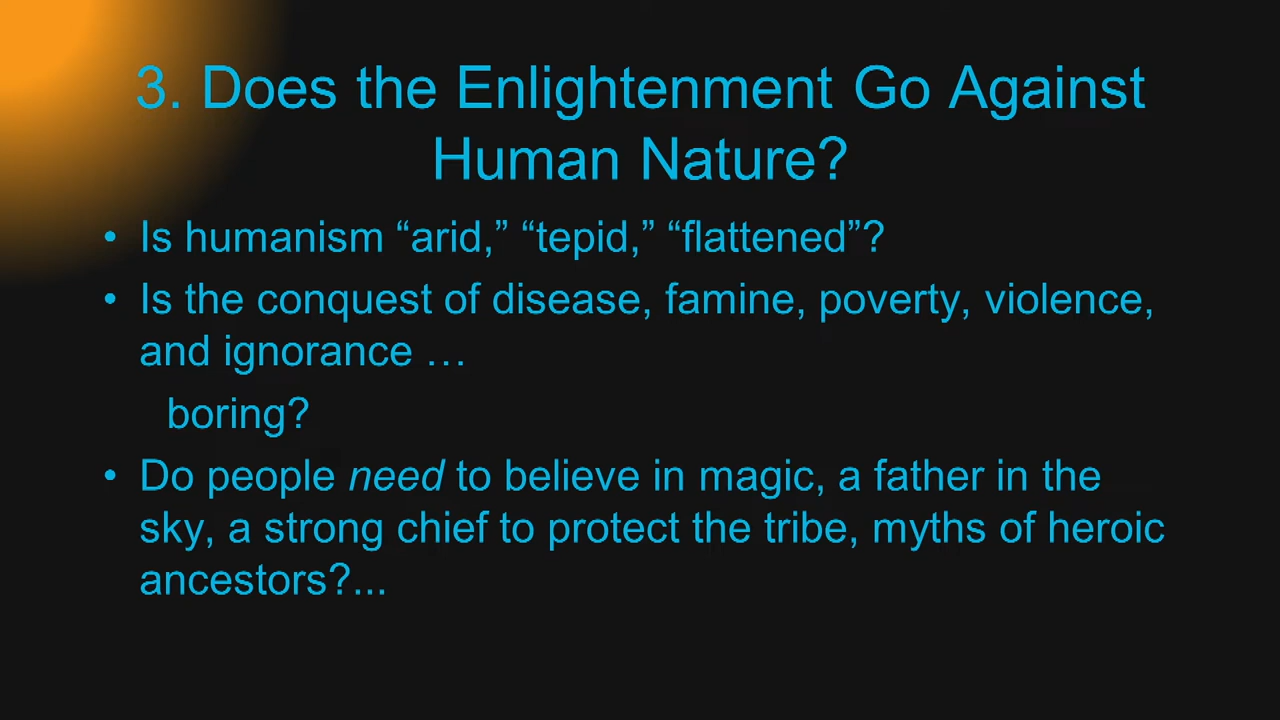 3. Does the Enlightenment Go Against
Human Nature?
• Is humanism “arid,” “tepid,” “flattened”?
• Is the conquest of disease, famine, poverty, violence,
and ignorance …
boring?
• Do people need to believe in magic, a father in the
sky, a strong chief to protect the tribe, myths of heroic
ancestors?...